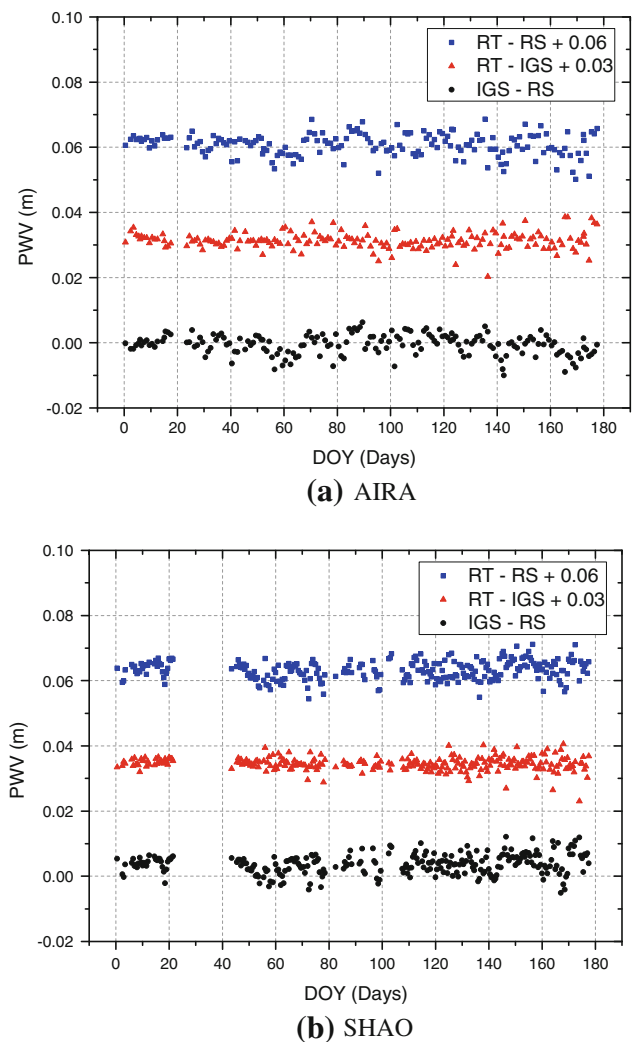 0.10
RT - RS + 0.06
RT - IGS + 0.03
IGS - RS
0.08
0.06
0.04
0.02
0.00
-0.02
PWV (m)
0 20 40 60 80 100 120 140 160 180
DOY (Days)
(a) AIRA
0.10
RT - RS + 0.06
RT - IGS + 0.03
IGS - RS
0.08
0.06
0.04
0.02
0.00
-0.02
PWV (m)
0 20 40 60 80 100 120 140 160 180
DOY (Days)
(b) SHAO